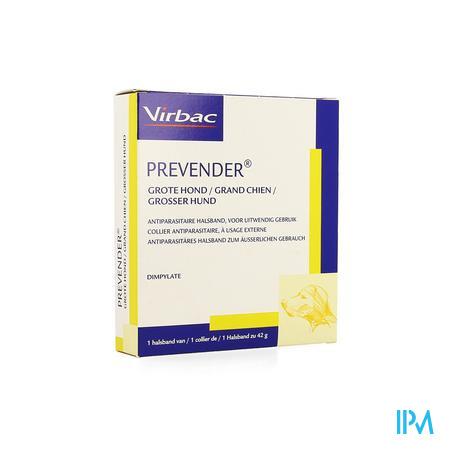 Virbac
PREVENDER®
GROTE HOND / GRAND CHIEN /
GROSSER HUND
ANTIPARASITAIRE HALSBAND, VOOR UITWENDIG GEBRUIK
COLLIER ANTIPARASITAIRE, À USAGE EXTERNE
ANTIPARASITÄRES HALSBAND ZUM ÄUSSERLICHEN GEBRAUCH
DIMPYLATE
1 halsband van / 1 collier de / 1 Halsband zu 42 g
PREVENDER®
GROTE HOND / GRAND CHIEN / GROSSER HUND
IPM